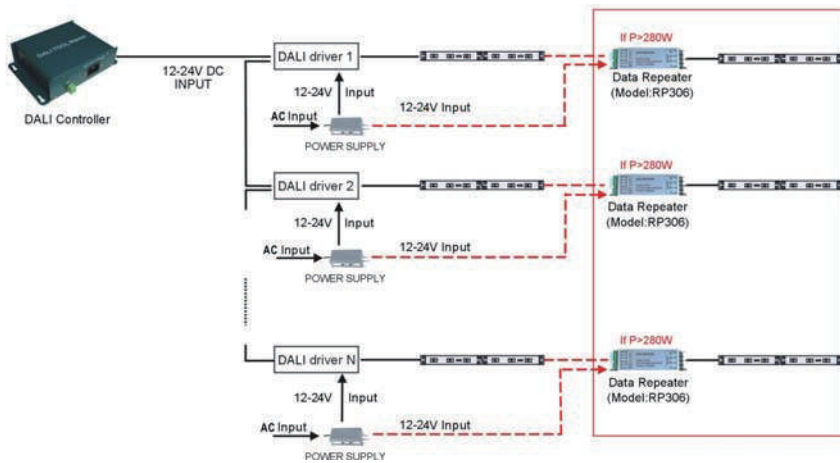 If P>280W
DALI driver 1
12-24V DC
INPUT
Data Repeater
(Model:RP306)
12-24V
Input
12-24V Input
DALI Controller
AC Input
POWER SUPPLY
If P>280W
DALI driver 2
Data Repeater
(Model:RP306)
12-24V
Input
12-24V Input
AC Input
POWER SUPPLY
If P>280W
DALI driver N
Data Repeater
(Model:RP306)
12-24V
Input
12-24V Input
AC Input
POWER SUPPLY